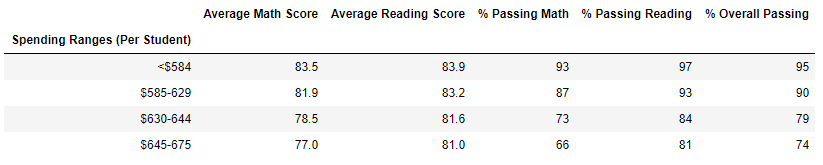 Average Math Score Average Reading Score % Passing Math % Passing Reading % Overall Passing
Spending Ranges (Per Student)
<$584 83.5 83.9 93 97 95
$585-629 81.9 83.2 87 93 90
$630-644 78.5 81.6 73 84 79
$645-675 77.0 81.0 66 81 74